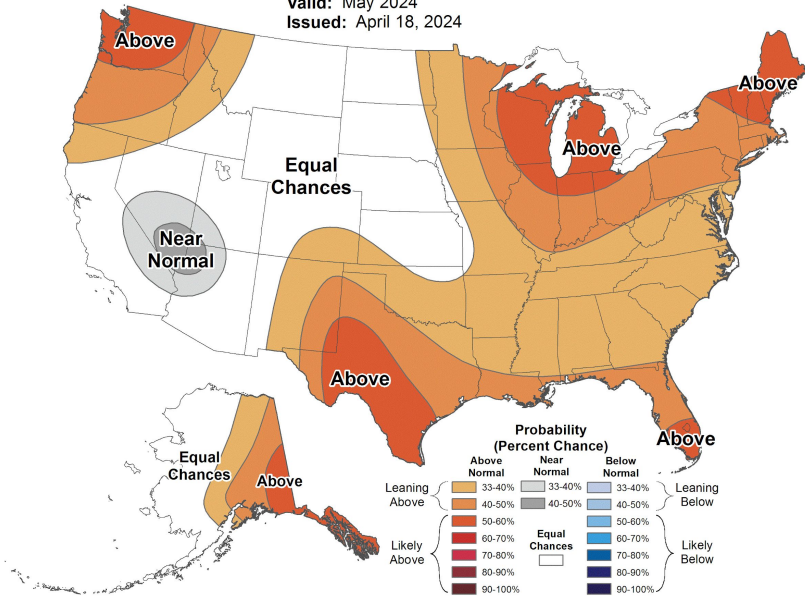 Valid: May 2024
Issued: April 18, 2024
Above
Above
Above
Equal
Chances
Near
Normal
Above
Above
Equal
Chances
Above
Probability
(Percent Chance)
Above
Normal
Near
Normal
Below
Normal
Leaning
Above
33-40%
33-40%
33-40%
Leaning
Below
40-50%
40-50%
40-50%
Likely
Above
50-60%
50-60%
60-70%
Equal
Chances
60-70%
70-80%
70-80%
80-90%
80-90%
90-100%
90-100%
Likely
Below